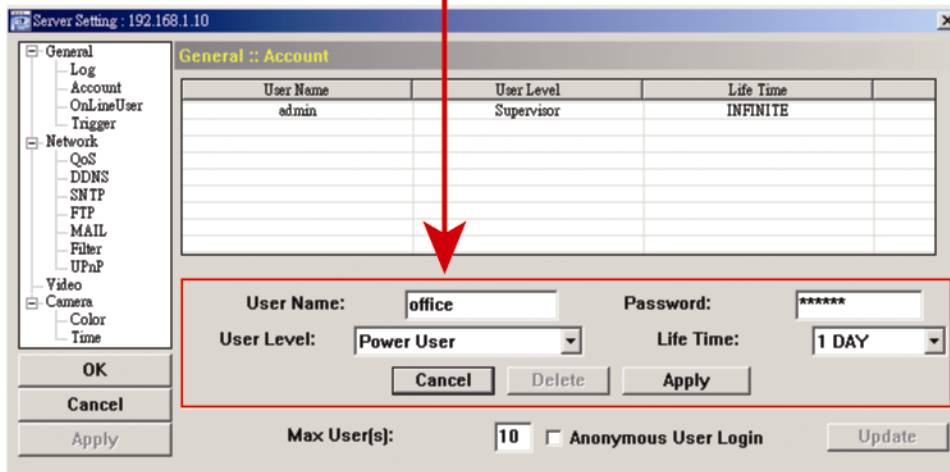 Server Setting : 192.168.1.10
General
Log
Account
OnLineUser
Trigger
Network
QoS
DDNS
SNTP
FTP
MAIL
Filter
UPnP
Video
Camera
Color
Time
OK
Cancel
Apply
General :: Account
User Name User Level Life Time
admin Supervisor INFINITE
User Name: office Password: ******
User Level: Power User Life Time: 1 DAY
Cancel Delete Apply
Max User(s): 10 Anonymous User Login Update